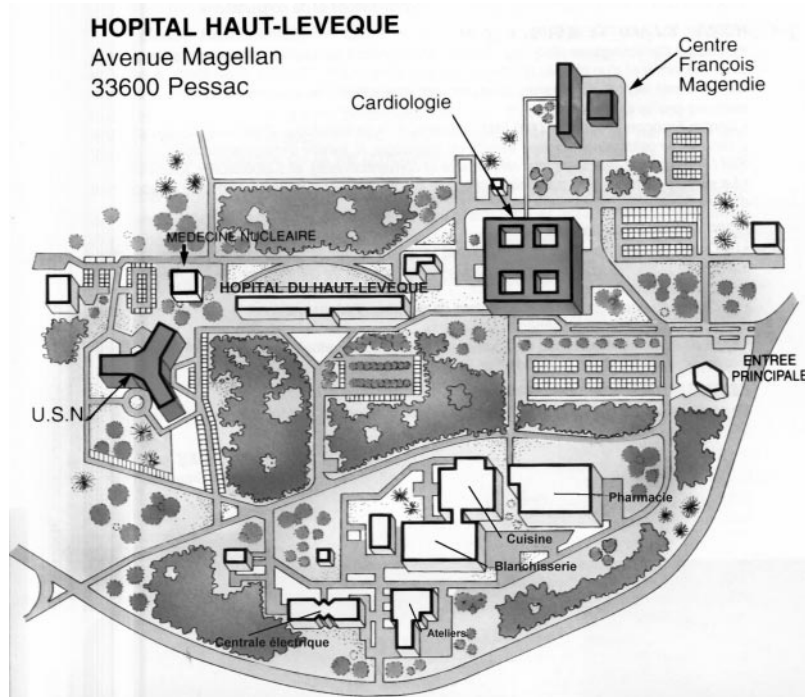 HOPITAL HAUT-LEVEQUE
Avenue Magellan
33600 Pessac
Centre
François
Magendie
Cardiologie
MEDECINE NUCLEAIRE
HOPITAL DU HAUT-LEVEQUE
ENTREE
PRINCIPALE
U.S.N.
Pharmacie
Cuisine
Blanchisserie
Centrale électrique
Ateliers